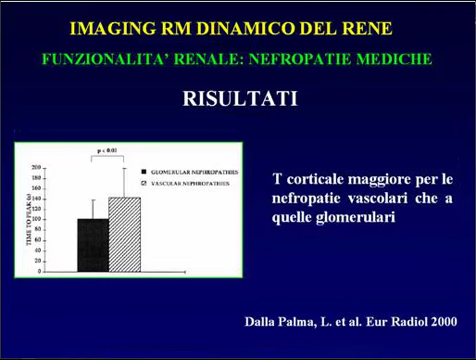 IMAGING RM DINAMICO DEL RENE
FUNZIONALITA' RENALE: NEFROPATIE MEDICHE
RISULTATI
p < 0.01
GLOMERULAR NEPHROPATHIES
VASCULAR NEPHROPATHIES
TIME TO PEAK (s)
200
180
160
140
120
100
80
60
40
20
0
T corticale maggiore per le
nefropatie vascolari che a
quelle glomerulari
Dalla Palma, L. et al. Eur Radiol 2000